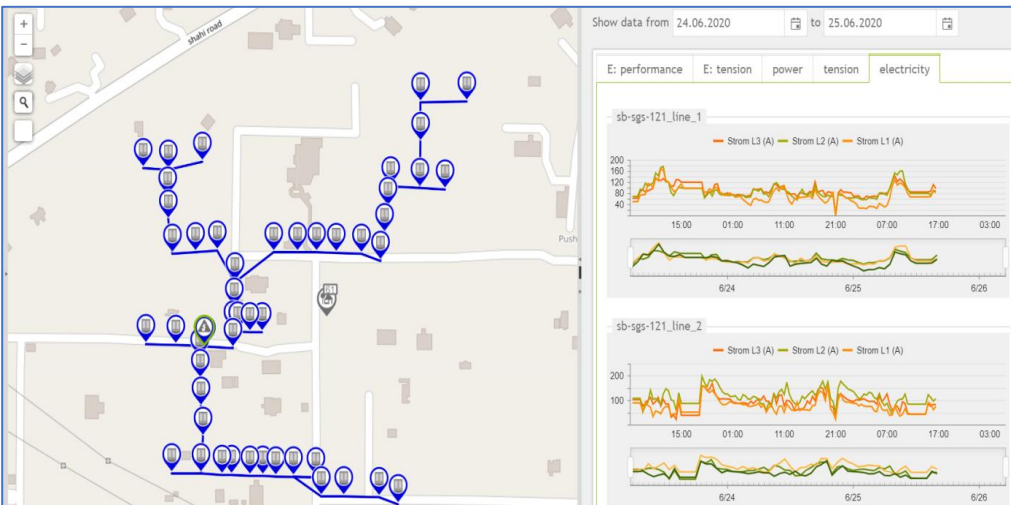 +
−
shahi road
Push
Show data from 24.06.2020 to 25.06.2020
E: performance E: tension power tension electricity
sb-sgs-121_line_1
Strom L3 (A) Strom L2 (A) Strom L1 (A)
200
160
120
100
80
40
15:00 01:00 11:00 21:00 07:00 17:00 03:00
6/24 6/25 6/26
sb-sgs-121_line_2
Strom L3 (A) Strom L2 (A) Strom L1 (A)
200
100
15:00 01:00 11:00 21:00 07:00 17:00 03:00
6/24 6/25 6/26